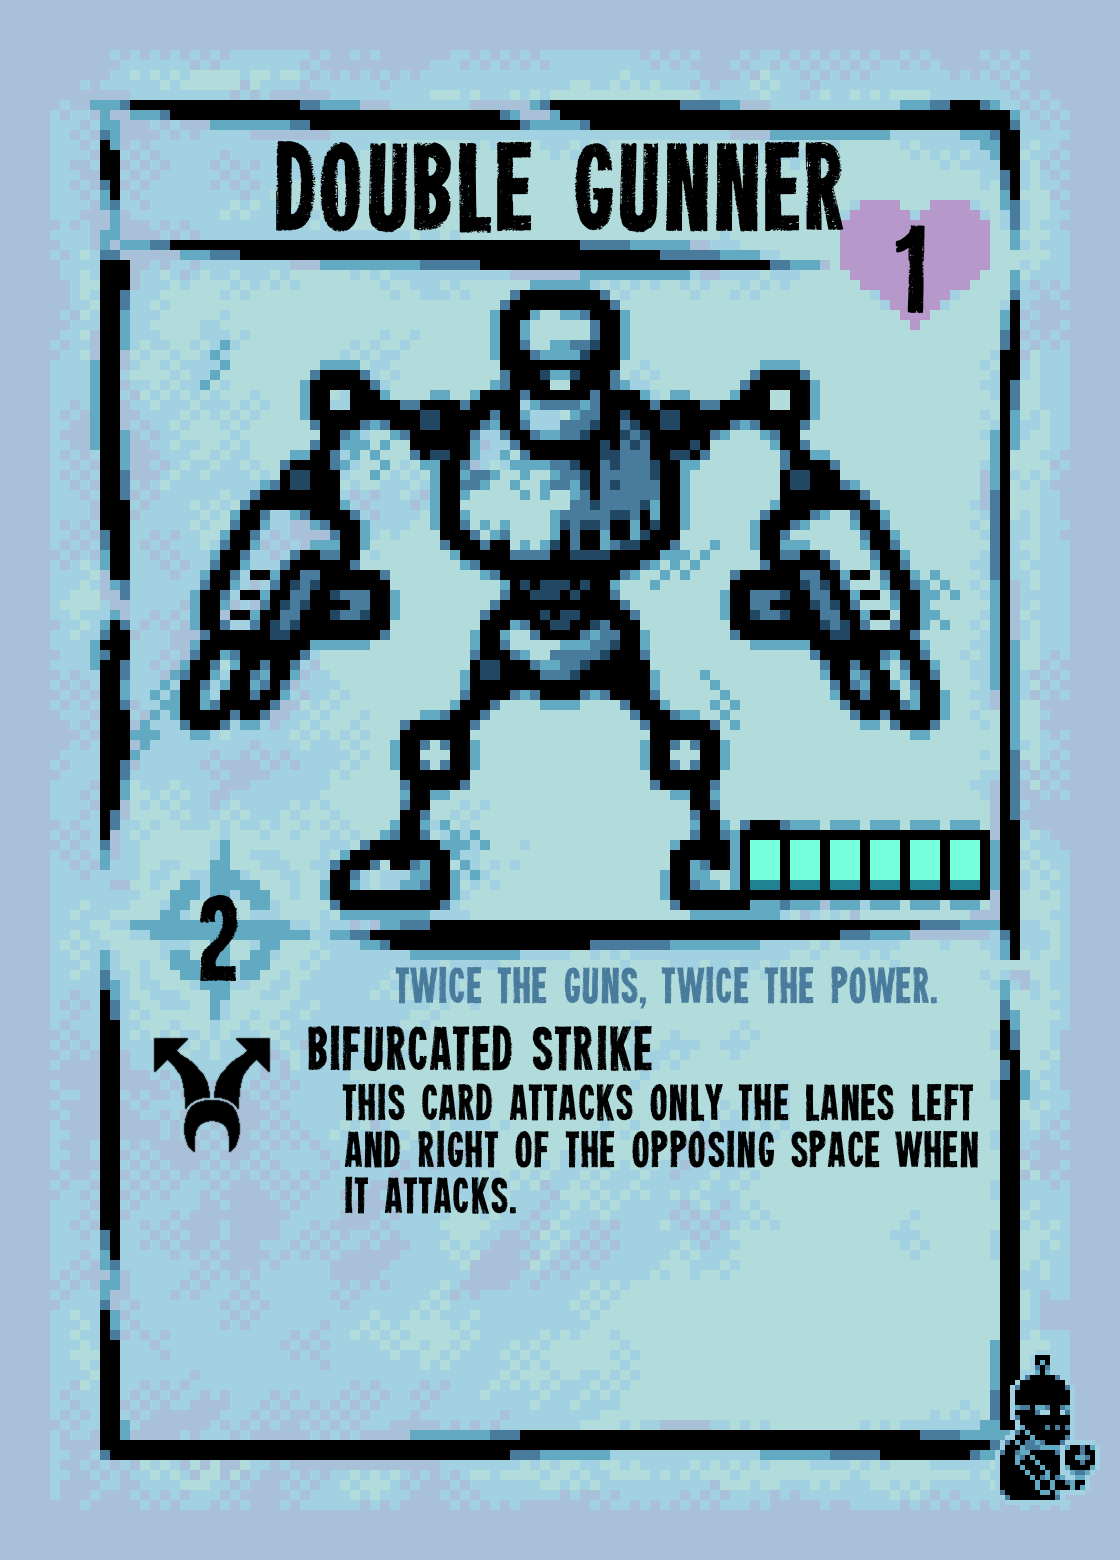 DOUBLE GUNNER
1
2
TWICE THE GUNS, TWICE THE POWER.
BIFURCATED STRIKE
THIS CARD ATTACKS ONLY THE LANES LEFT
AND RIGHT OF THE OPPOSING SPACE WHEN
IT ATTACKS.